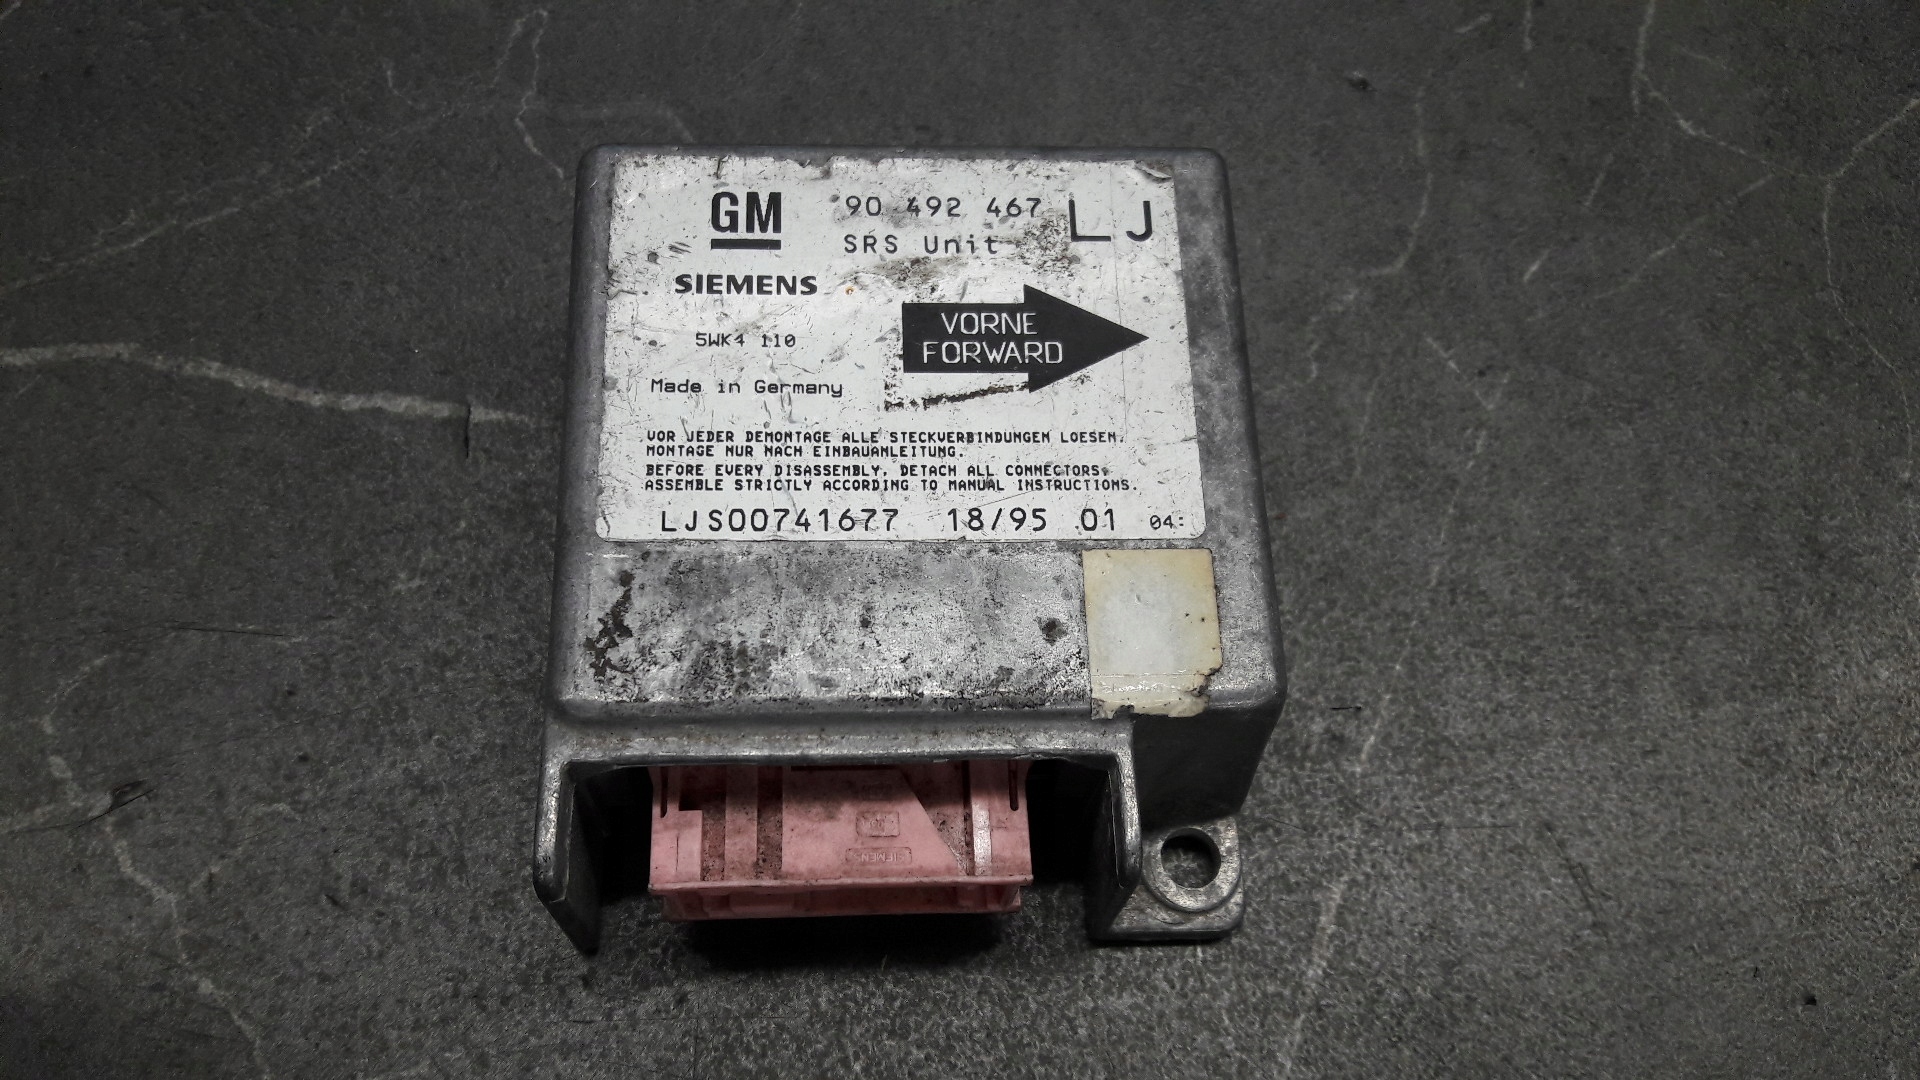 GM
90 492 467 LJ
SRS Unit
SIEMENS
5WK4 110
VORNE
FORWARD
Made in Germany
VOR JEDER DEMONTAGE ALLE STECKVERBINDUNGEN LOESEN.
MONTAGE NUR NACH EINBAUANLEITUNG.
BEFORE EVERY DISASSEMBLY, DETACH ALL CONNECTORS.
ASSEMBLE STRICTLY ACCORDING TO MANUAL INSTRUCTIONS.
LJS00741677 18/95 01 04:
SIEMENS